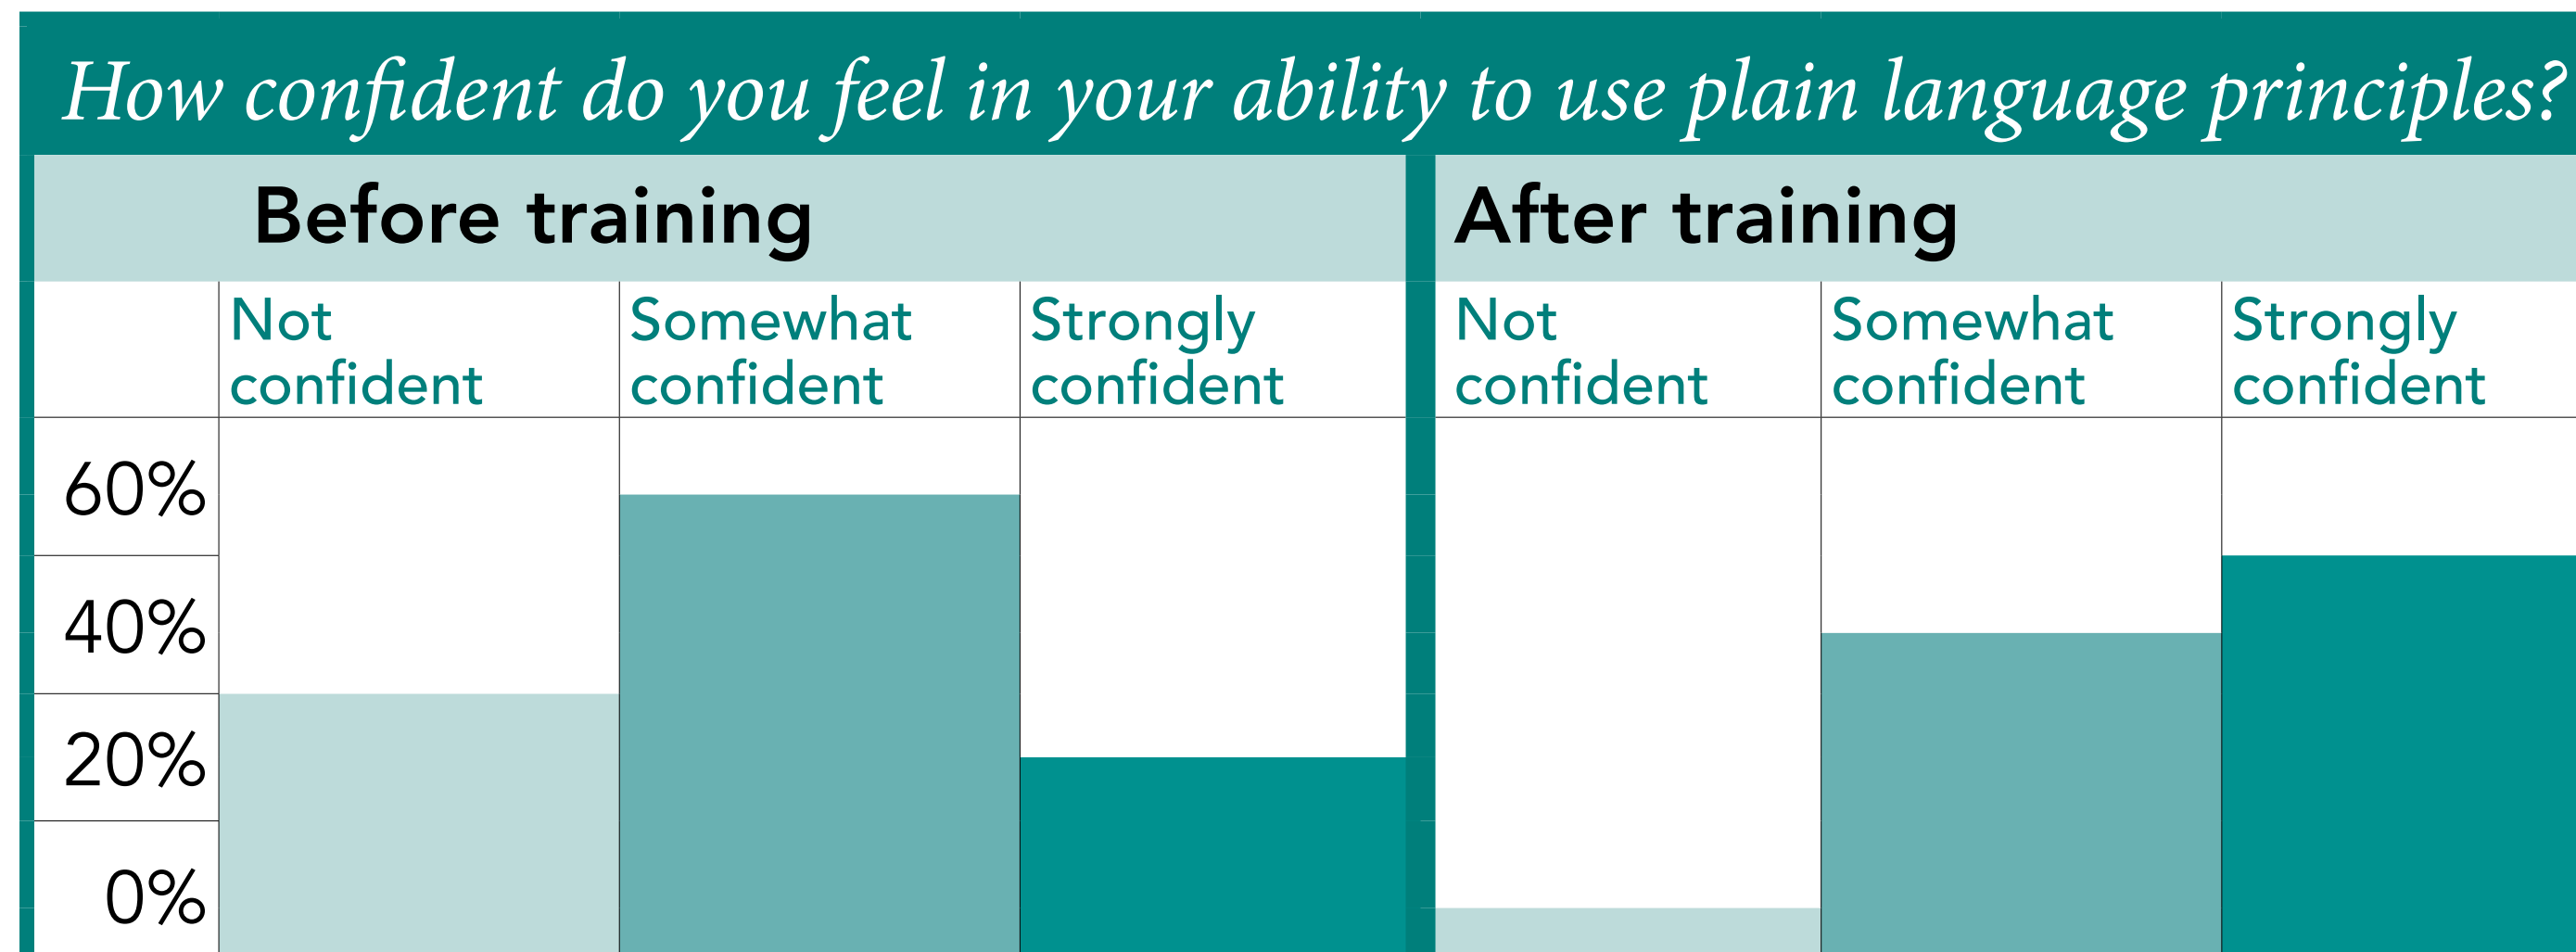 How confident do you feel in your ability to use plain language principles?
Before training
After training
Not
confident
Somewhat
confident
Strongly
confident
Not
confident
Somewhat
confident
Strongly
confident
60%
40%
20%
0%